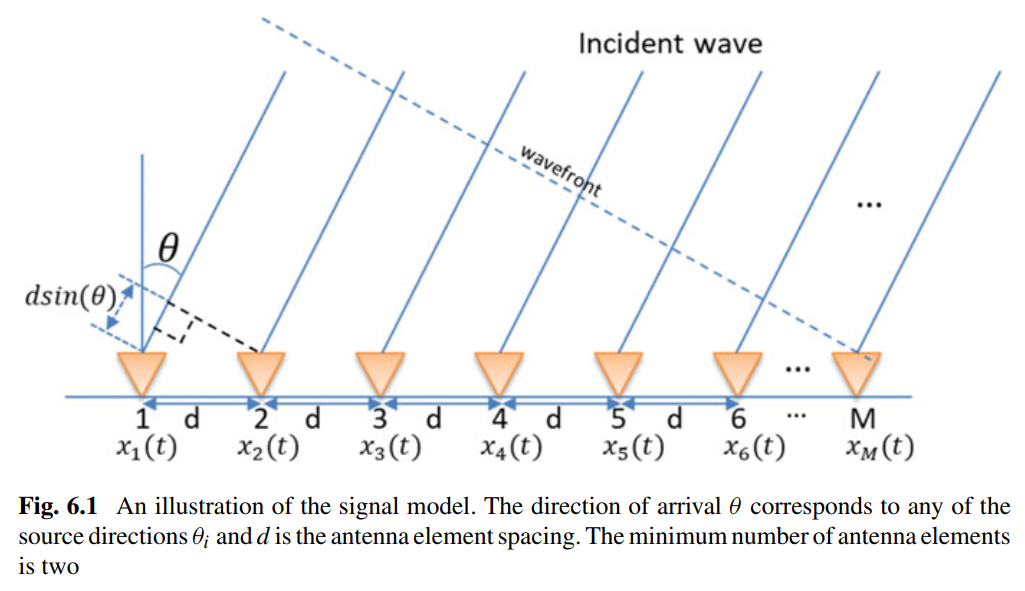 Incident wave
wavefront
...
θ
dsin(θ)
...
1 d 2 d 3 d 4 d 5 d 6 ... M
x₁(t) x₂(t) x₃(t) x₄(t) x₅(t) x₆(t) x_M(t)
Fig. 6.1 An illustration of the signal model. The direction of arrival θ corresponds to any of the
source directions θᵢ and d is the antenna element spacing. The minimum number of antenna elements
is two